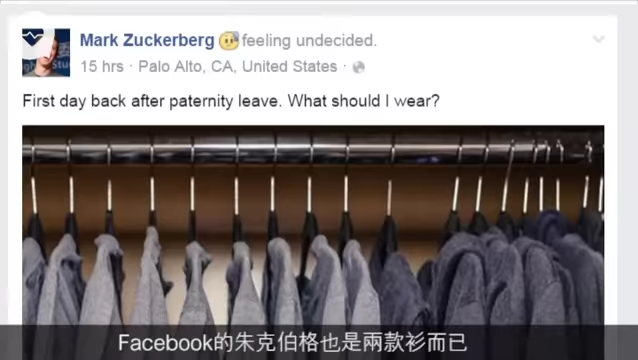 Mark Zuckerberg feeling undecided.
15 hrs · Palo Alto, CA, United States ·
First day back after paternity leave. What should I wear?
Facebook的朱克伯格也是兩款衫而已